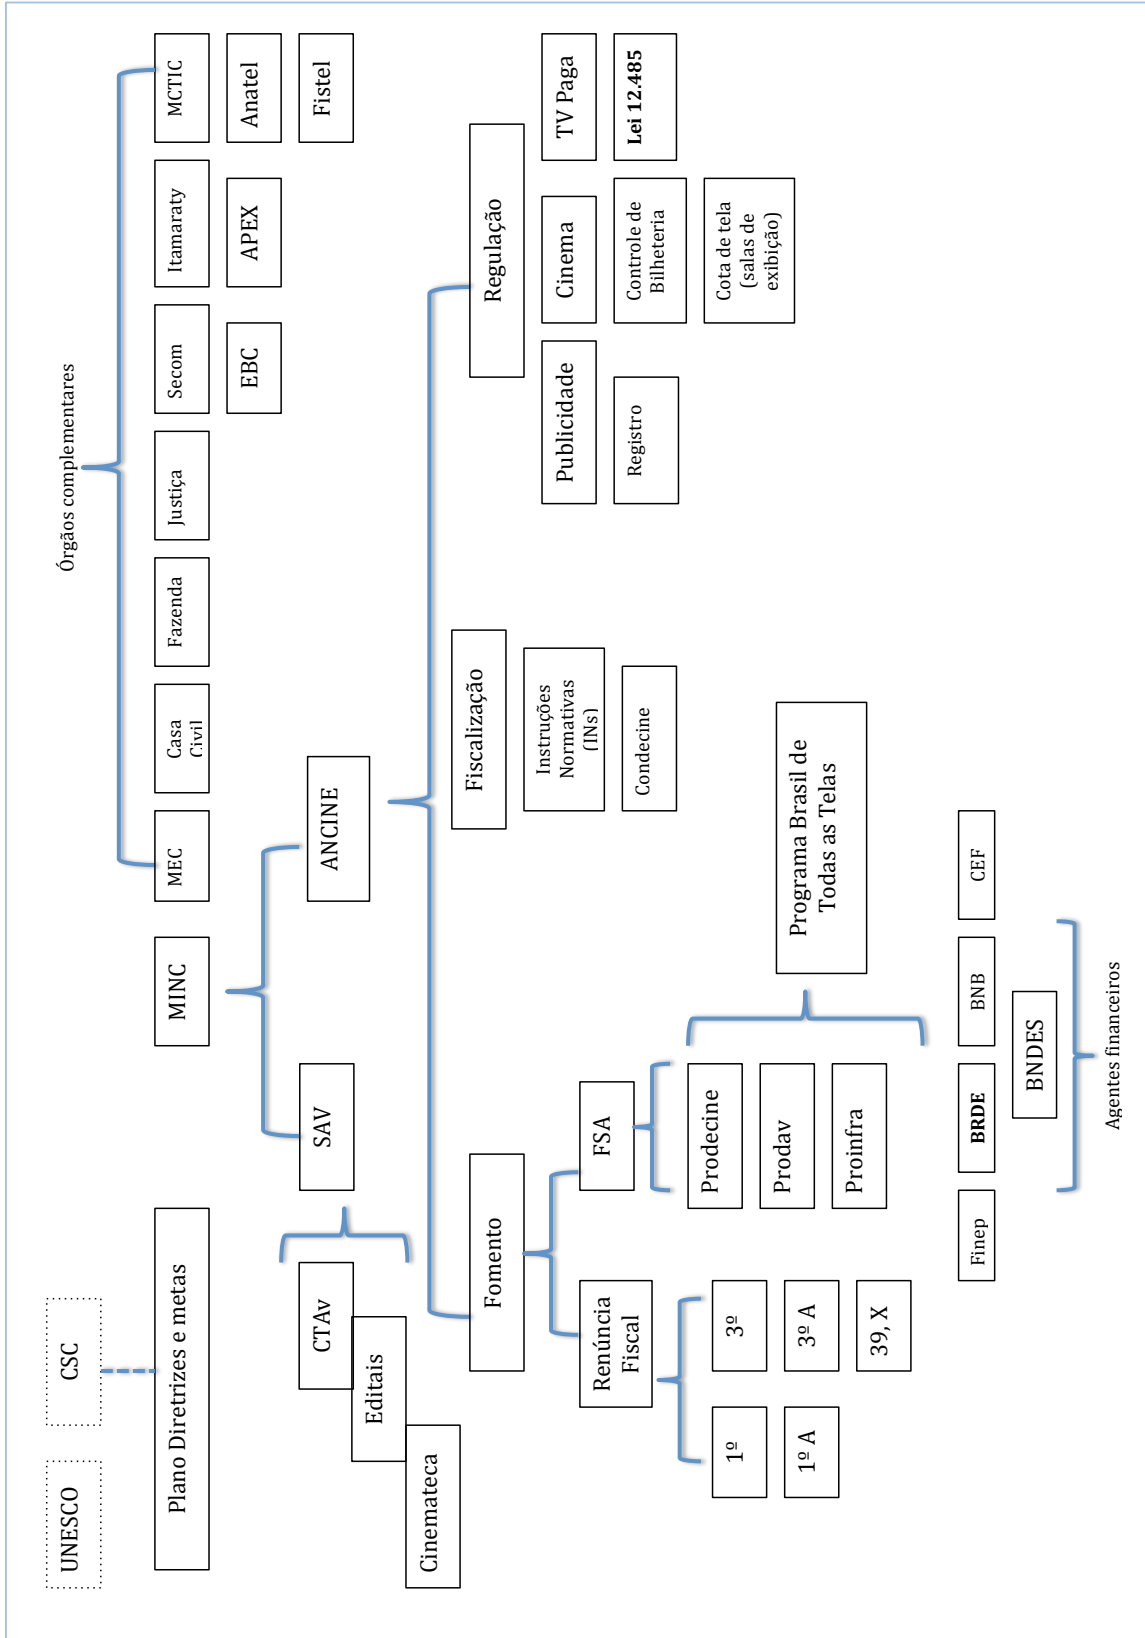 Órgãos complementares
UNESCO
CSC
Plano Diretrizes e metas
MINC
MEC
Casa
Civil
Fazenda
Justiça
Secom
Itamaraty
MCTIC
EBC
APEX
Anatel
Fistel
SAV
ANCINE
CTAv
Editais
Cinemateca
Fomento
Fiscalização
Regulação
Instruções
Normativas
(INs)
Condecine
Publicidade
Cinema
TV Paga
Registro
Controle de
Bilheteria
Lei 12.485
Cota de tela
(salas de
exibição)
Renúncia
Fiscal
FSA
1º
3º
1º A
3º A
39, X
Prodecine
Prodav
Proinfra
Programa Brasil de
Todas as Telas
Finep
BRDE
BNB
CEF
BNDES
Agentes financeiros